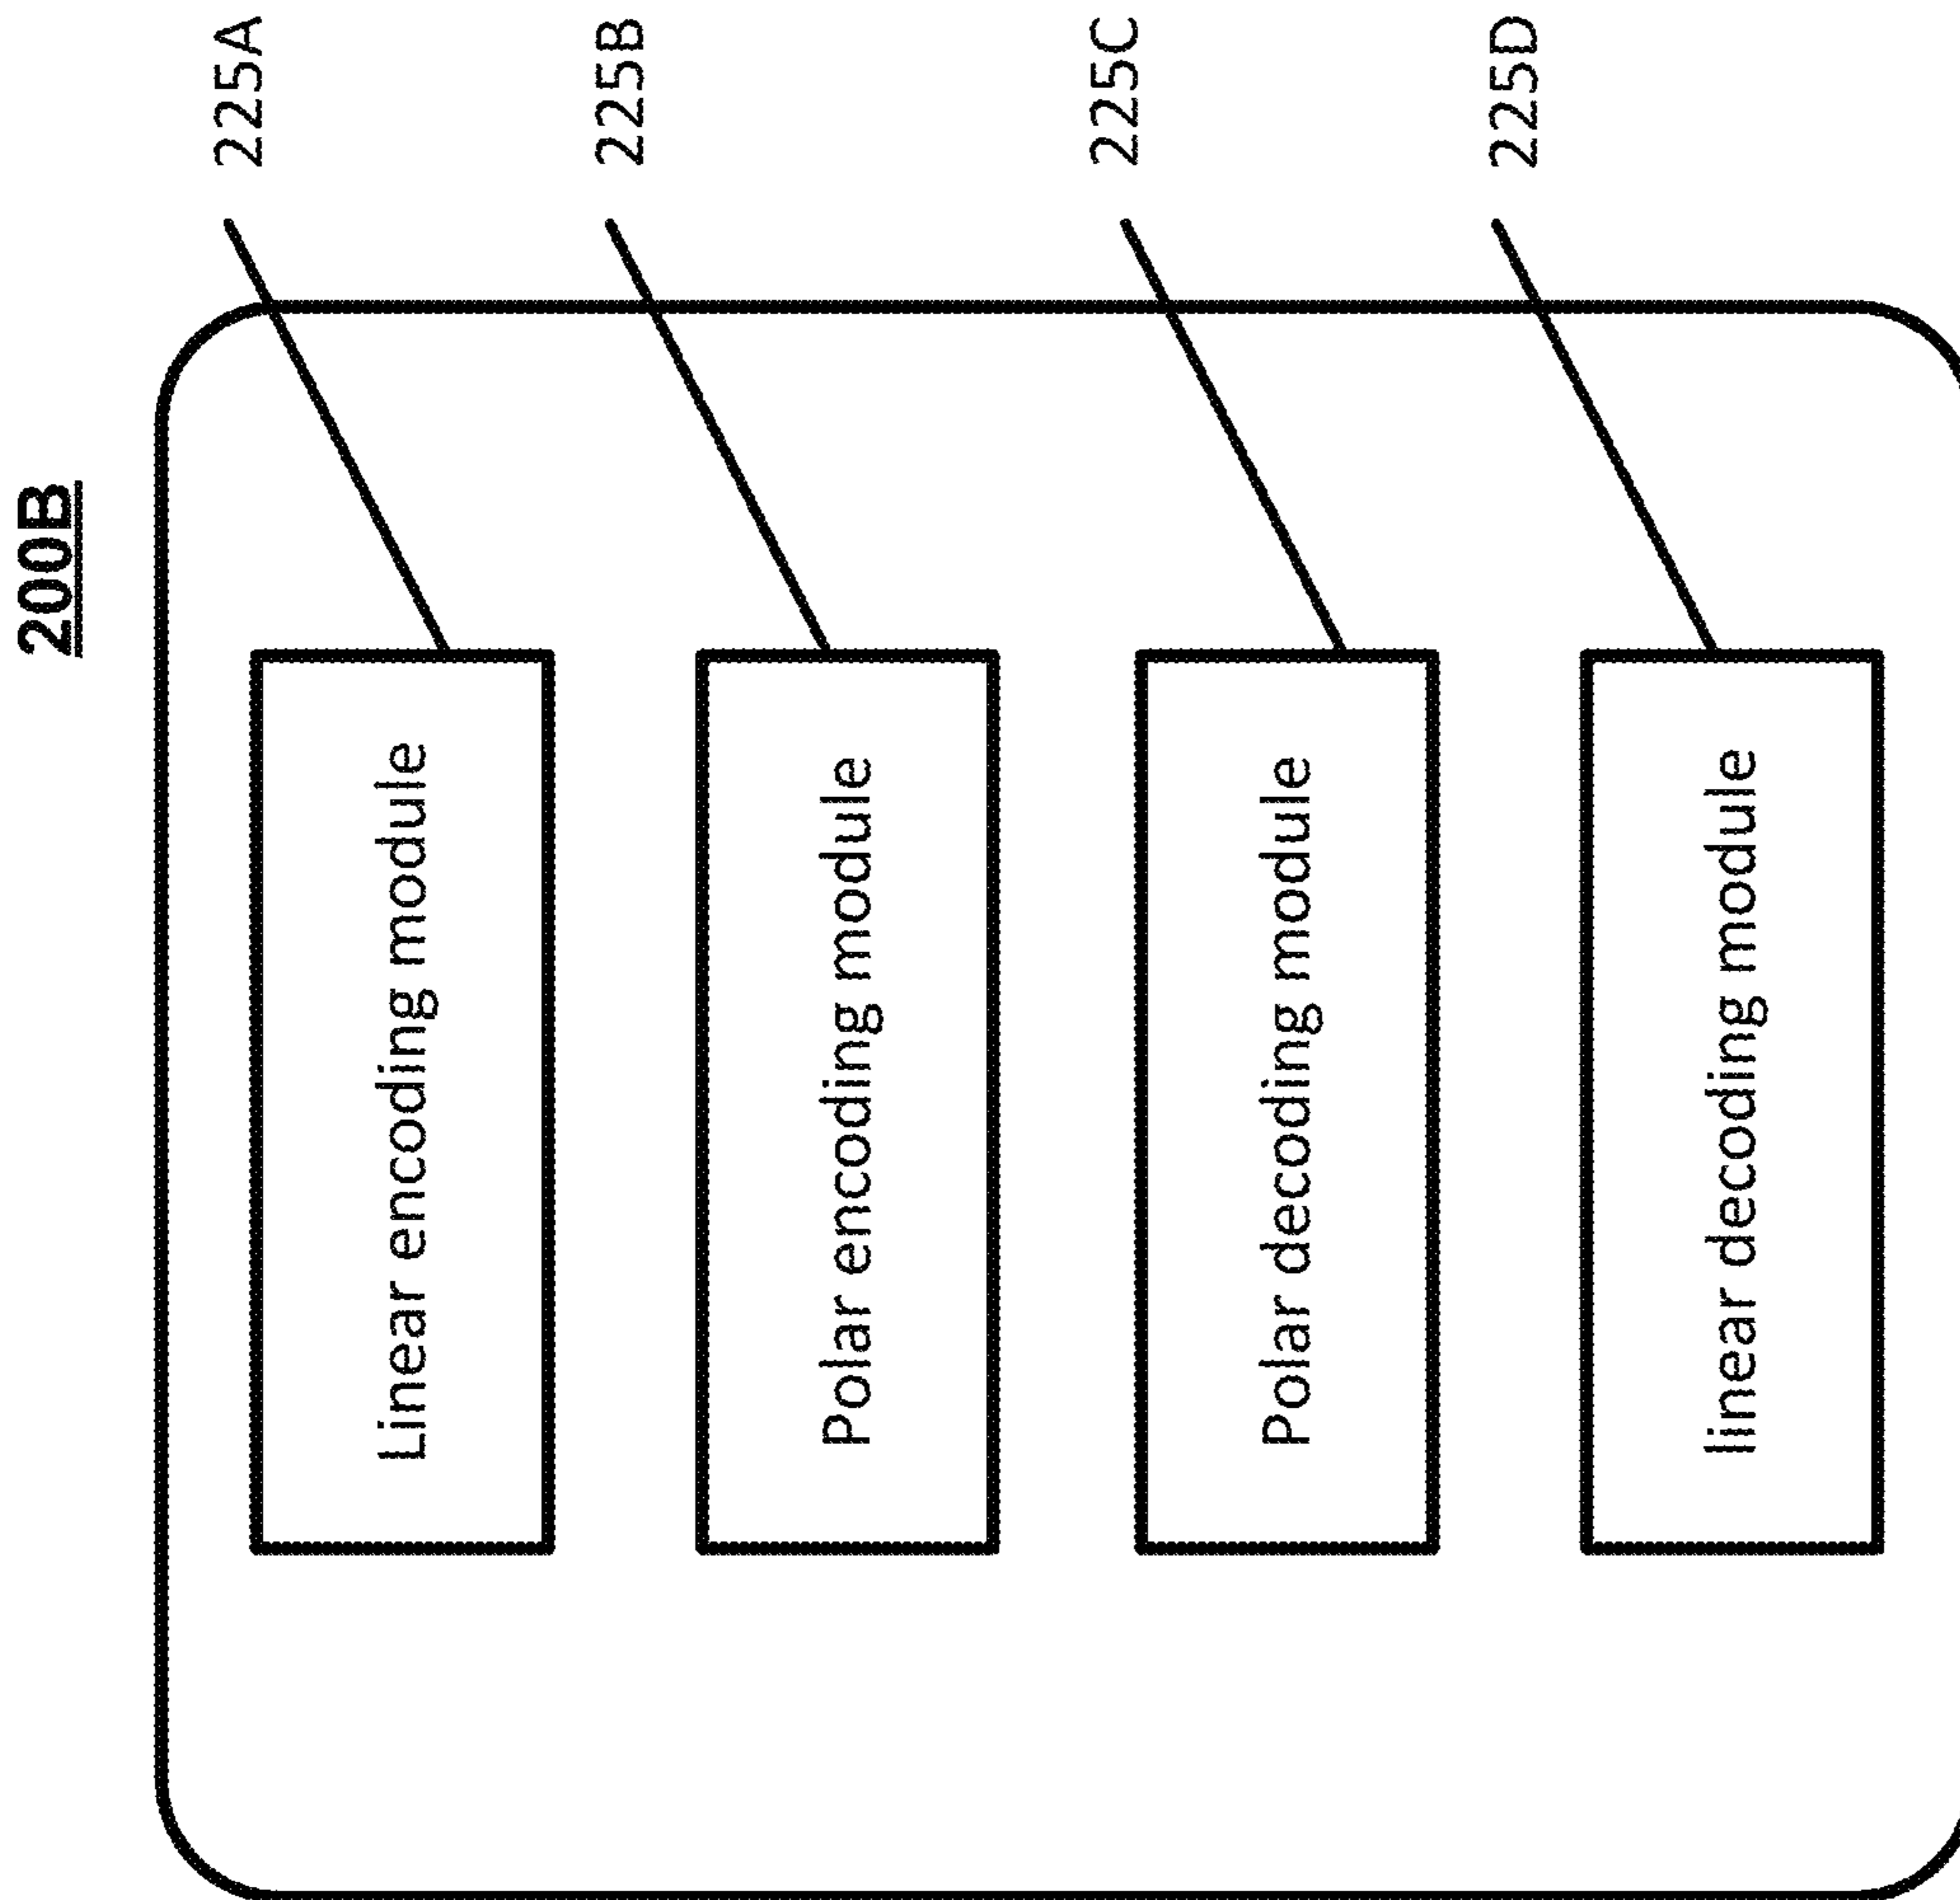 200B
Linear encoding module
225A
Polar encoding module
225B
Polar decoding module
225C
linear decoding module
225D